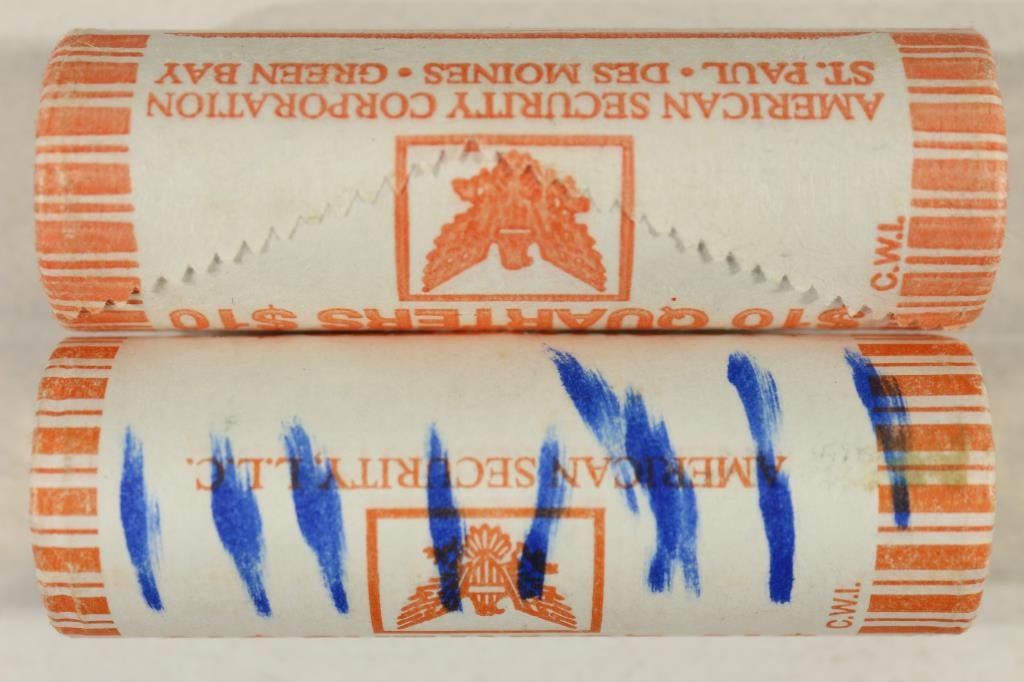 $10 QUARTERS $10
AMERICAN SECURITY CORPORATION
ST. PAUL • DES MOINES • GREEN BAY
C.W.I.
AMERICAN SECURITY, L.L.C.
C.W.I.